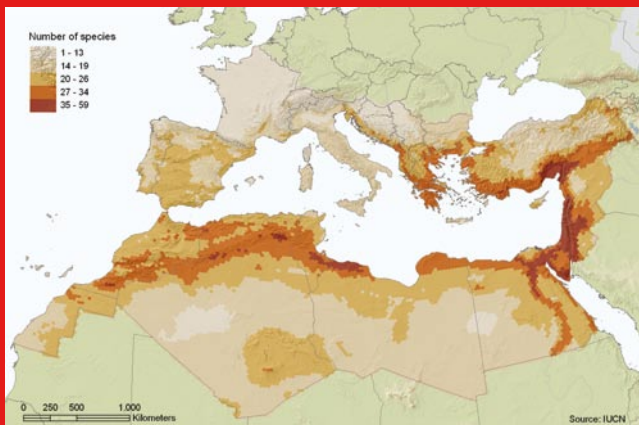 Number of species
1 - 13
14 - 19
20 - 26
27 - 34
35 - 59
0 250 500 1.000
Kilometers
Source: IUCN